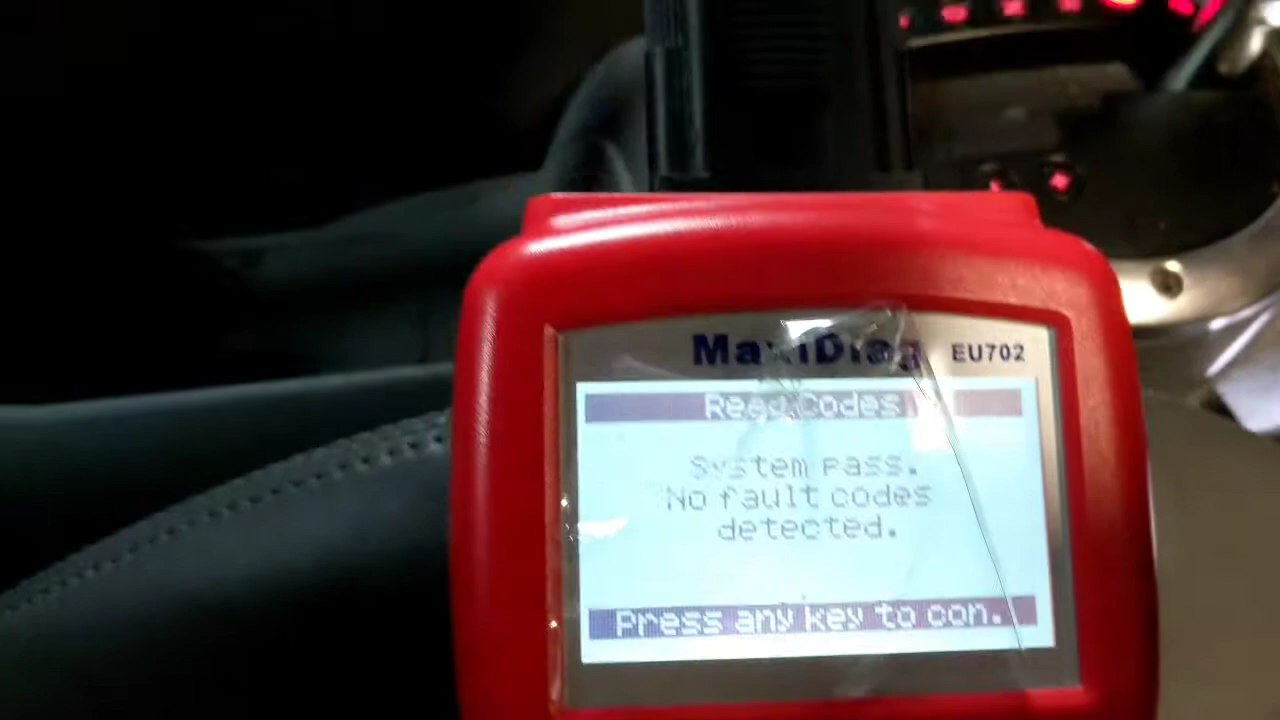 MaxiDiag EU702
Read Codes
System Pass.
No fault codes
detected.
Press any key to con.